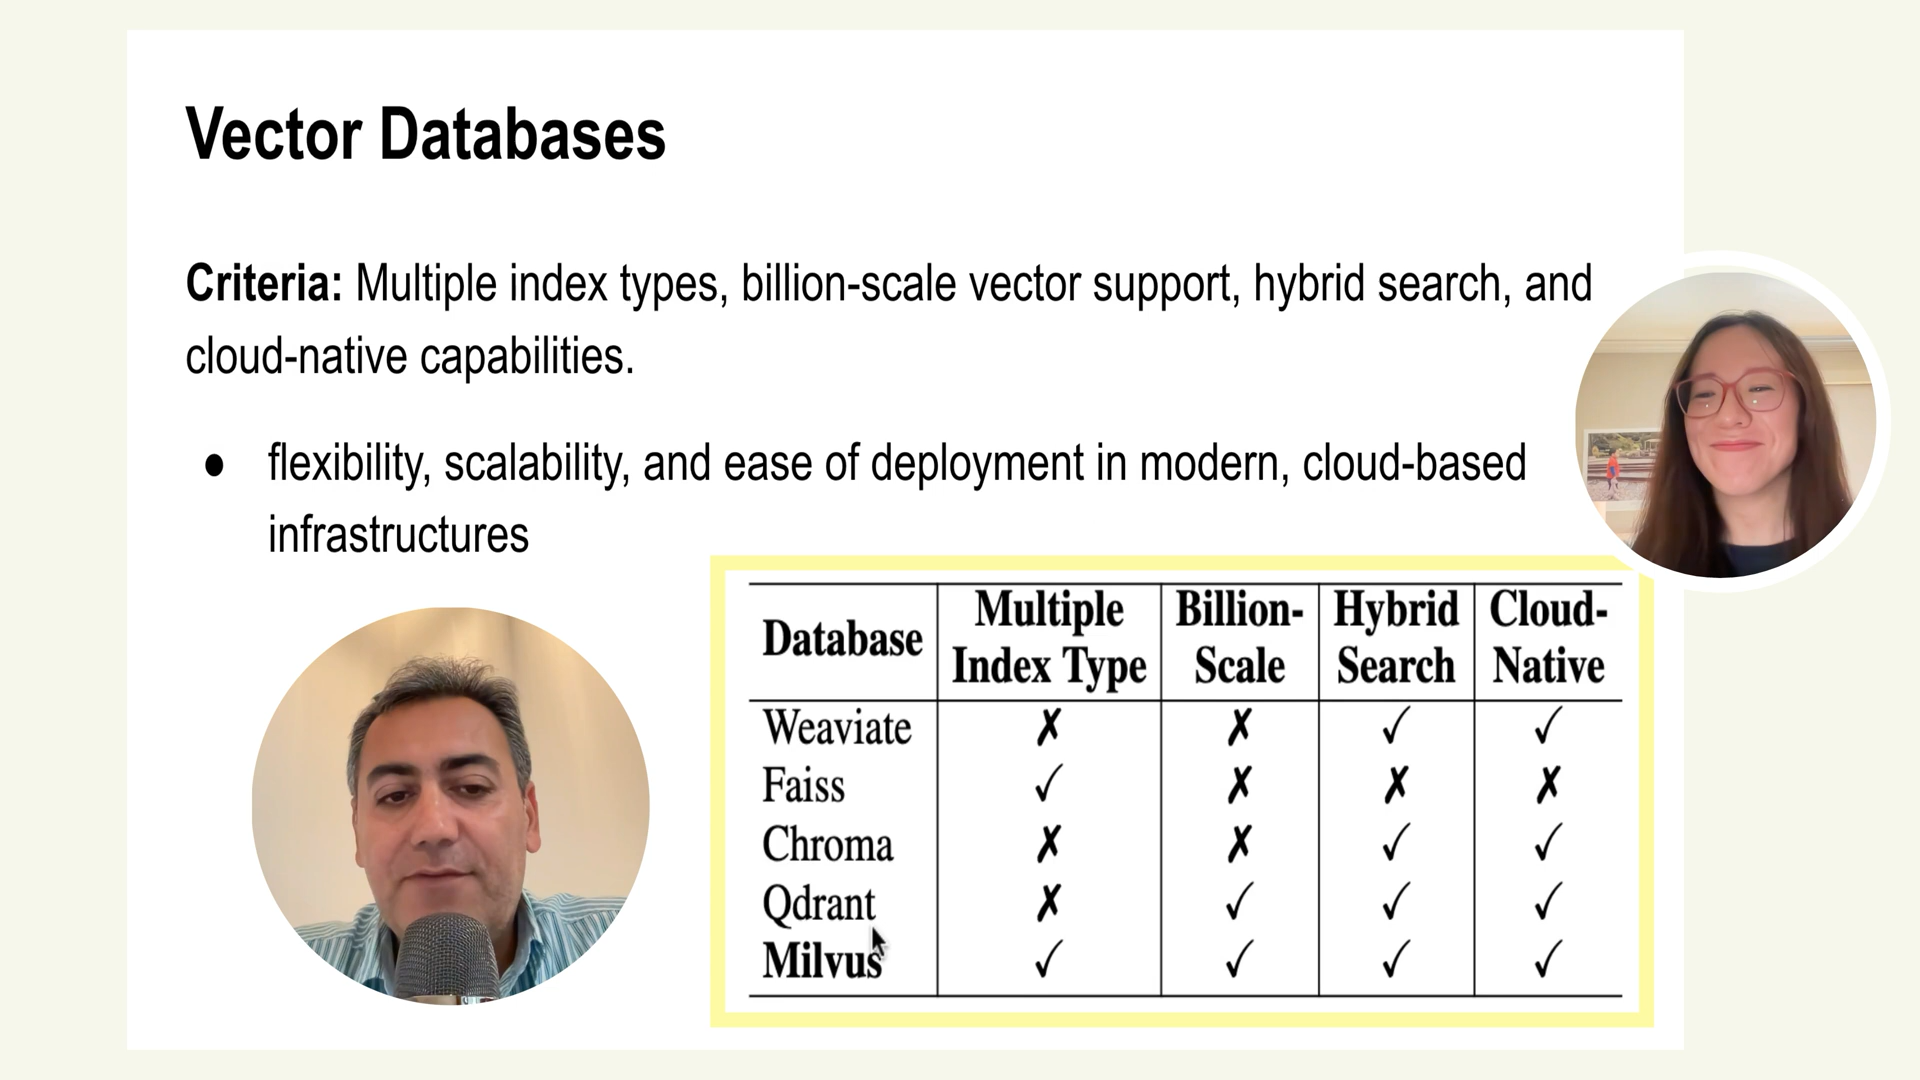 Vector Databases
Criteria: Multiple index types, billion-scale vector support, hybrid search, and
cloud-native capabilities.
● flexibility, scalability, and ease of deployment in modern, cloud-based
infrastructures
Database | Multiple Index Type | Billion-Scale | Hybrid Search | Cloud-Native
Weaviate ✗ ✗ ✓ ✓
Faiss ✓ ✗ ✗ ✗
Chroma ✗ ✗ ✓ ✓
Qdrant ✗ ✓ ✓ ✓
Milvus ✓ ✓ ✓ ✓